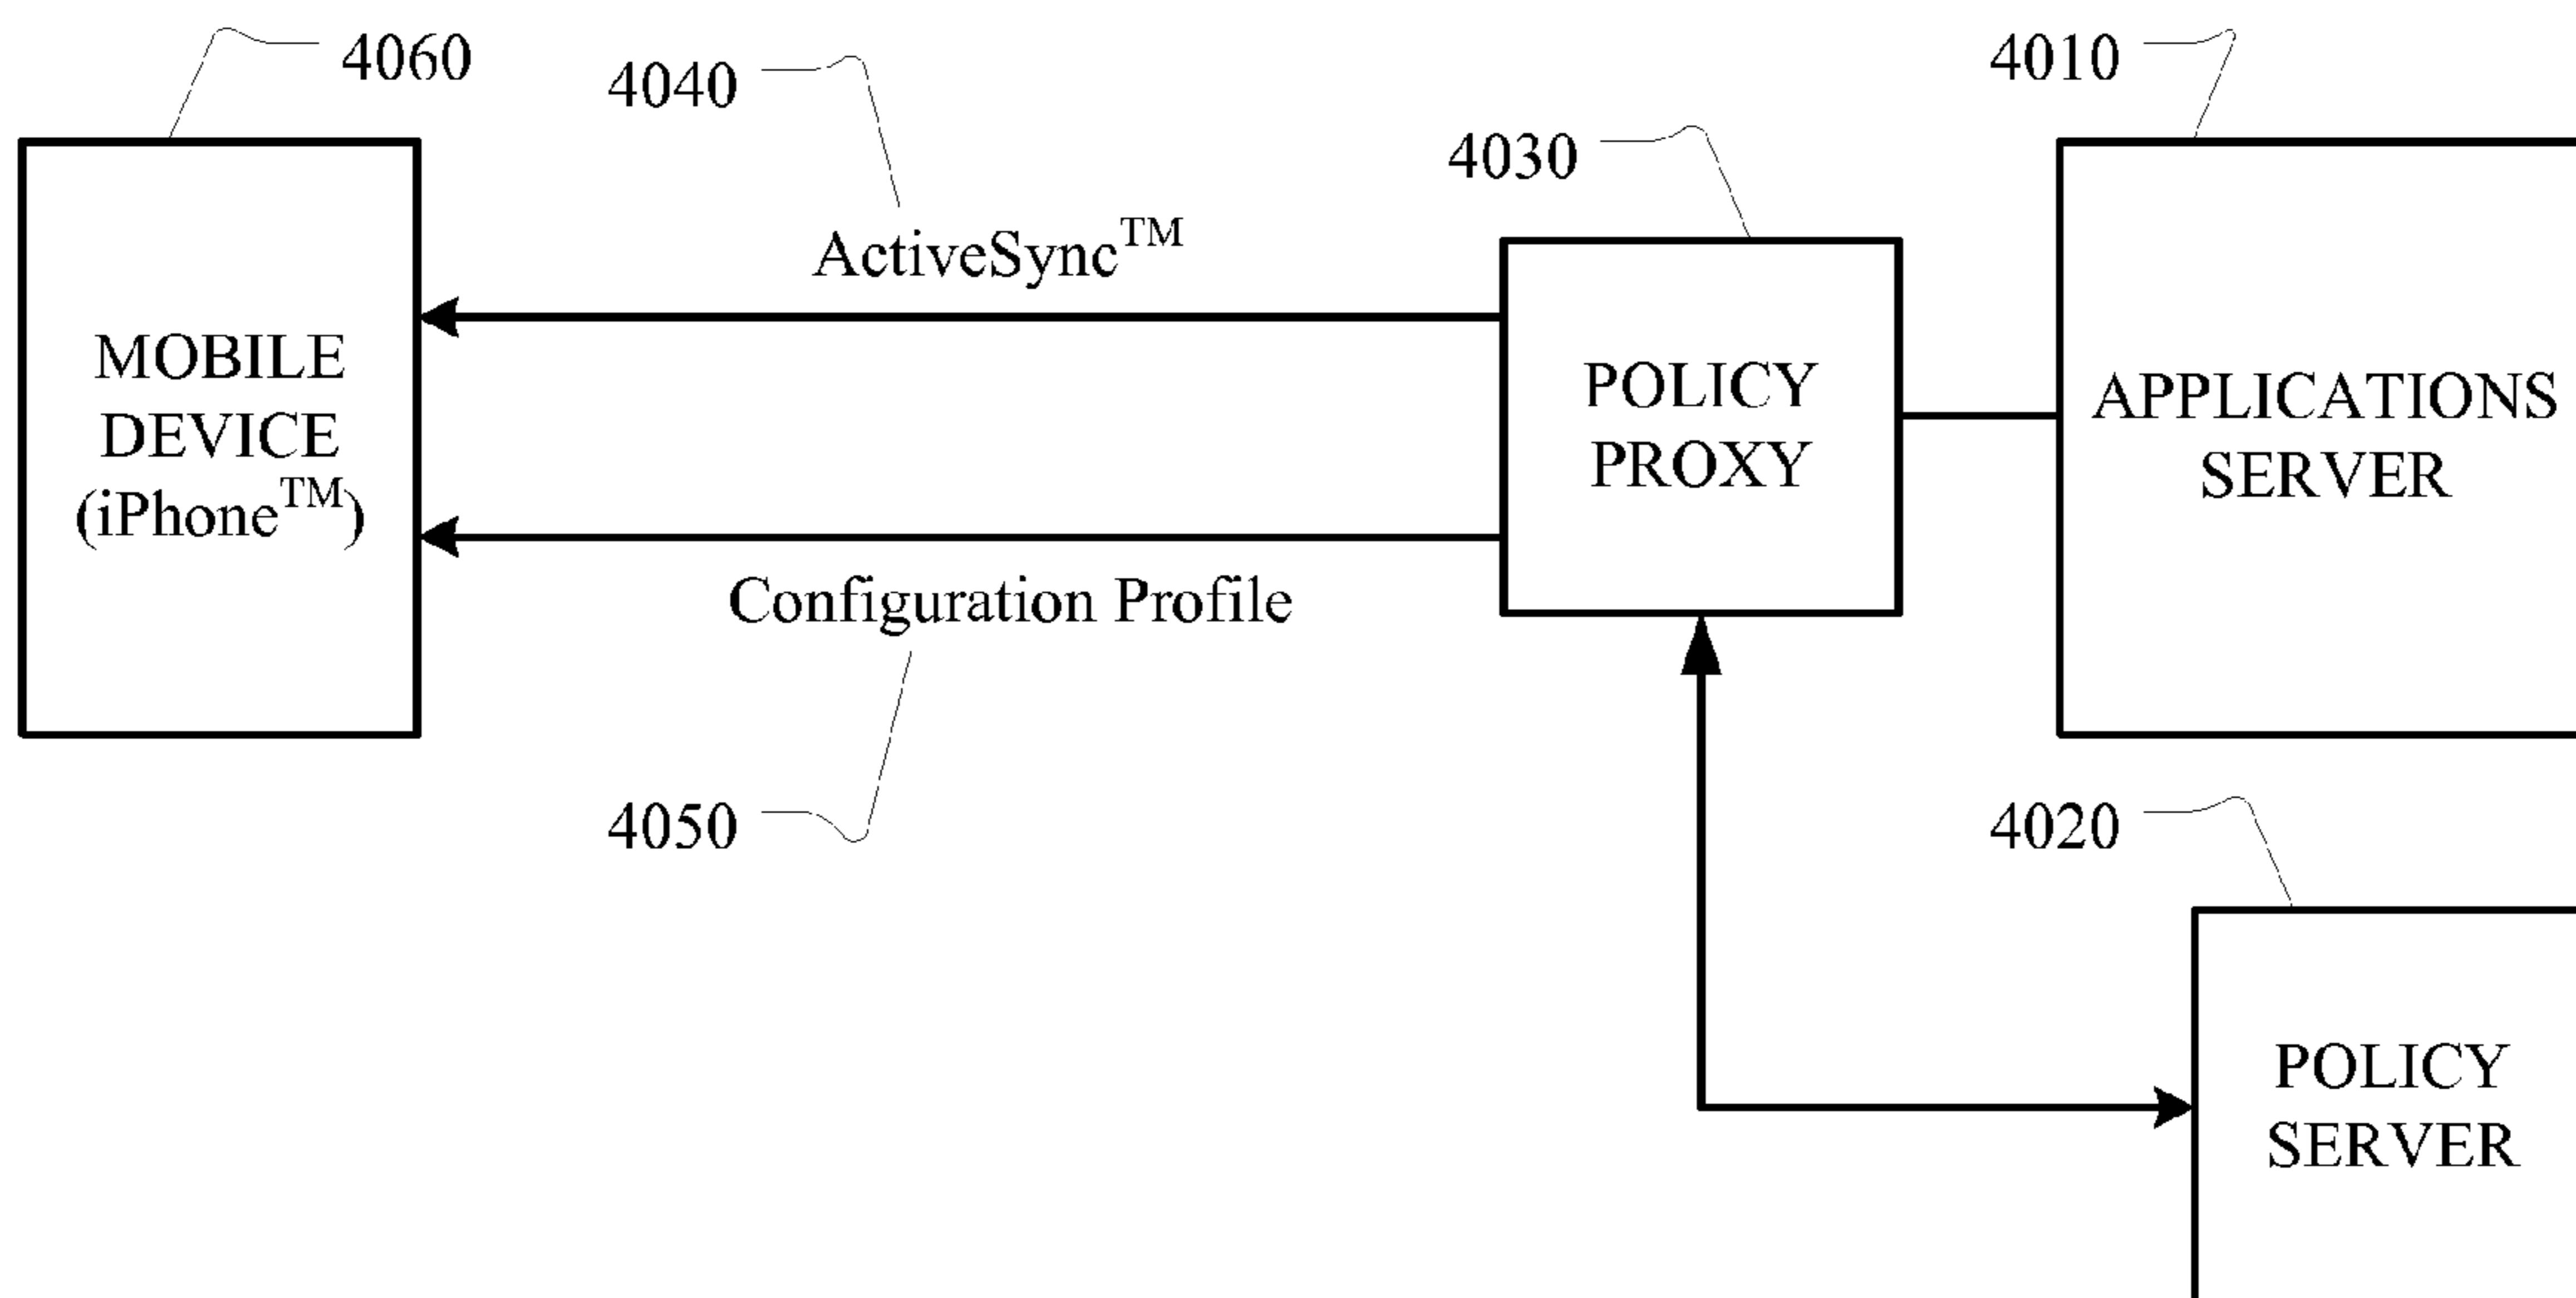 4060
4040
4010
4030
ActiveSync™
MOBILE
DEVICE
(iPhone™)
POLICY
PROXY
APPLICATIONS
SERVER
Configuration Profile
4050
4020
POLICY
SERVER